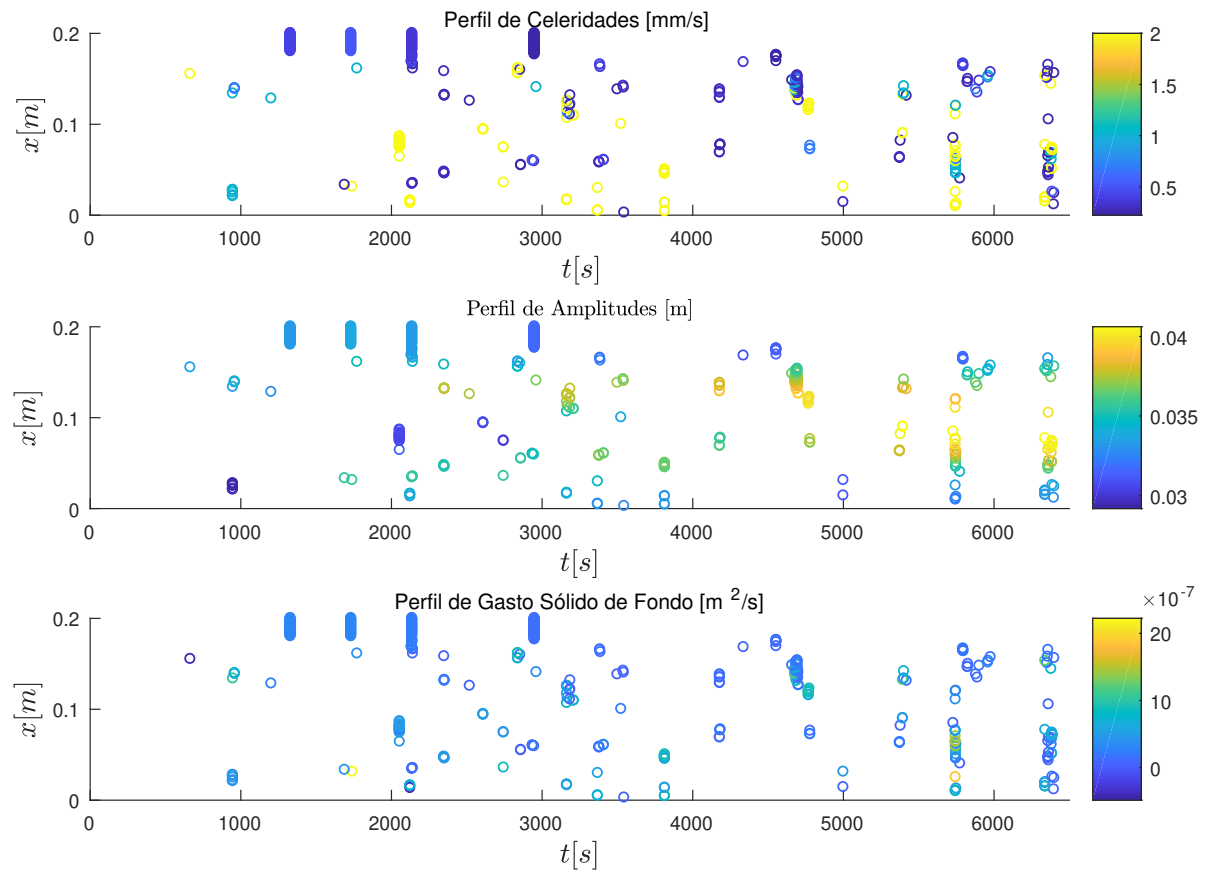 Perfil de Celeridades [mm/s]
0.2
0.1
0
x[m]
0 1000 2000 3000 4000 5000 6000
t[s]
2
1.5
1
0.5
Perfil de Amplitudes [m]
0.2
0.1
0
x[m]
0 1000 2000 3000 4000 5000 6000
t[s]
0.04
0.035
0.03
Perfil de Gasto Sólido de Fondo [m ²/s]
0.2
0.1
0
x[m]
0 1000 2000 3000 4000 5000 6000
t[s]
×10⁻⁷
20
10
0